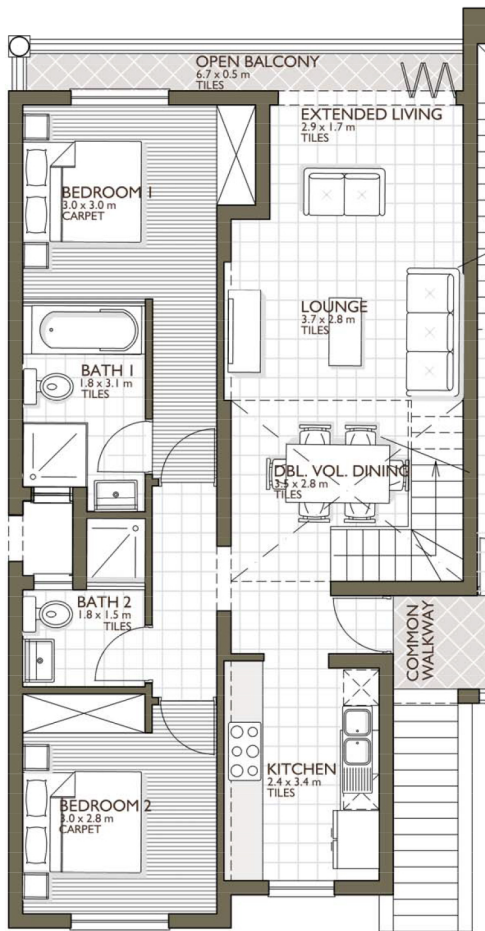 OPEN BALCONY
6.7 x 0.5 m
TILES
EXTENDED LIVING
2.9 x 1.7 m
TILES
BEDROOM 1
3.0 x 3.0 m
CARPET
LOUNGE
3.7 x 2.8 m
TILES
BATH 1
1.8 x 3.1 m
TILES
DBL. VOL. DINING
3.5 x 2.8 m
TILES
BATH 2
1.8 x 1.5 m
TILES
COMMON
WALKWAY
KITCHEN
2.4 x 3.4 m
TILES
BEDROOM 2
3.0 x 2.8 m
CARPET